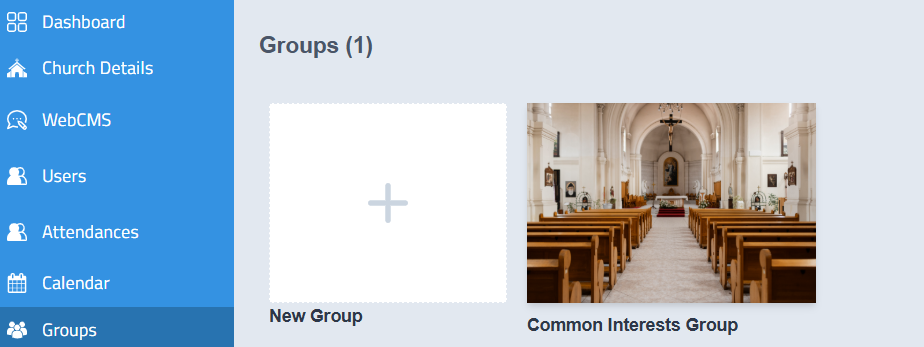 Dashboard
Church Details
WebCMS
Users
Attendances
Calendar
Groups
Groups (1)
New Group
Common Interests Group